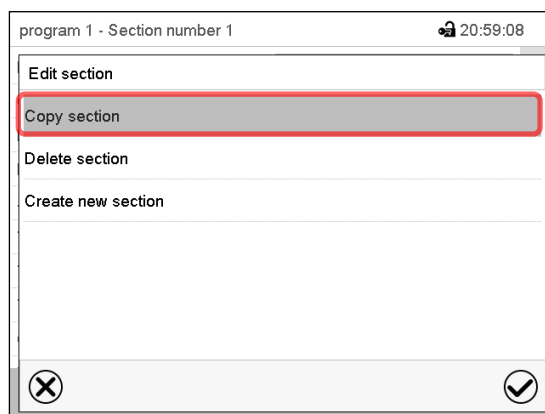 program 1 - Section number 1 20:59:08
Edit section
Copy section
Delete section
Create new section